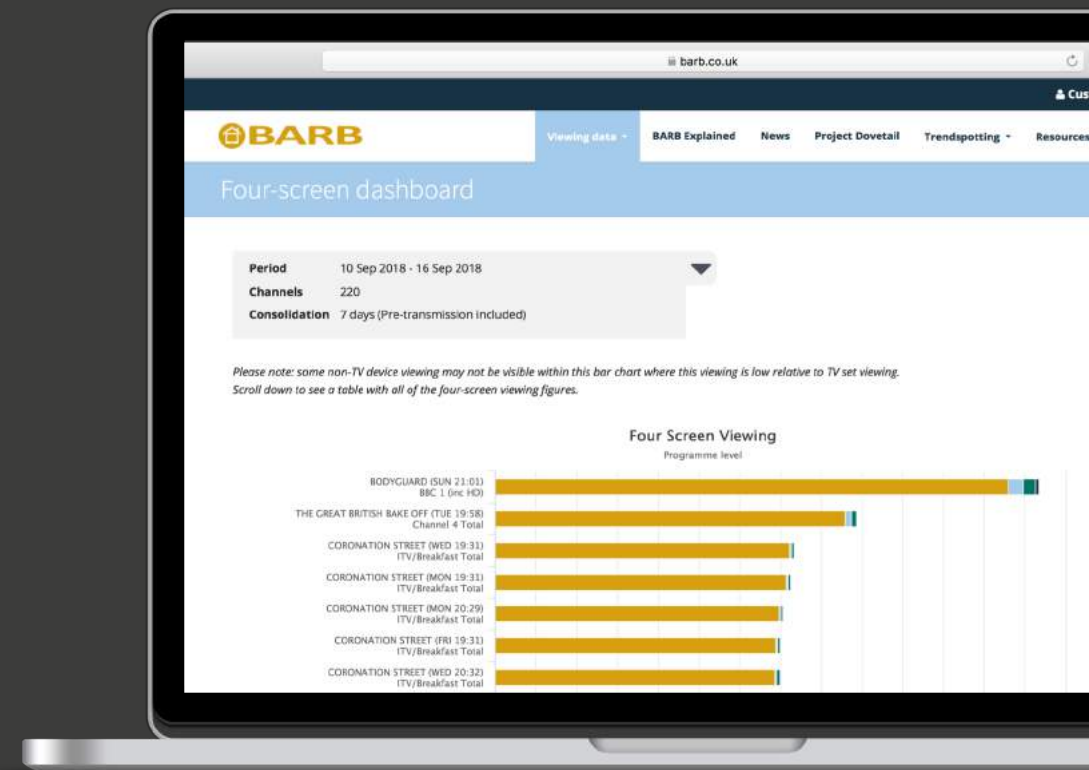 barb.co.uk
Cus
BARB
Viewing data
BARB Explained
News
Project Dovetail
Trendspotting
Resources
Four-screen dashboard
Period 10 Sep 2018 - 16 Sep 2018
Channels 220
Consolidation 7 days (Pre-transmission included)
Please note: some non-TV device viewing may not be visible within this bar chart where this viewing is low relative to TV set viewing.
Scroll down to see a table with all of the four-screen viewing figures.
Four Screen Viewing
Programme level
BODYGUARD (SUN 21:01)
BBC 1 (inc HD)
THE GREAT BRITISH BAKE OFF (TUE 19:58)
Channel 4 Total
CORONATION STREET (WED 19:31)
ITV/Breakfast Total
CORONATION STREET (MON 19:31)
ITV/Breakfast Total
CORONATION STREET (MON 20:29)
ITV/Breakfast Total
CORONATION STREET (FRI 19:31)
ITV/Breakfast Total
CORONATION STREET (WED 20:32)
ITV/Breakfast Total